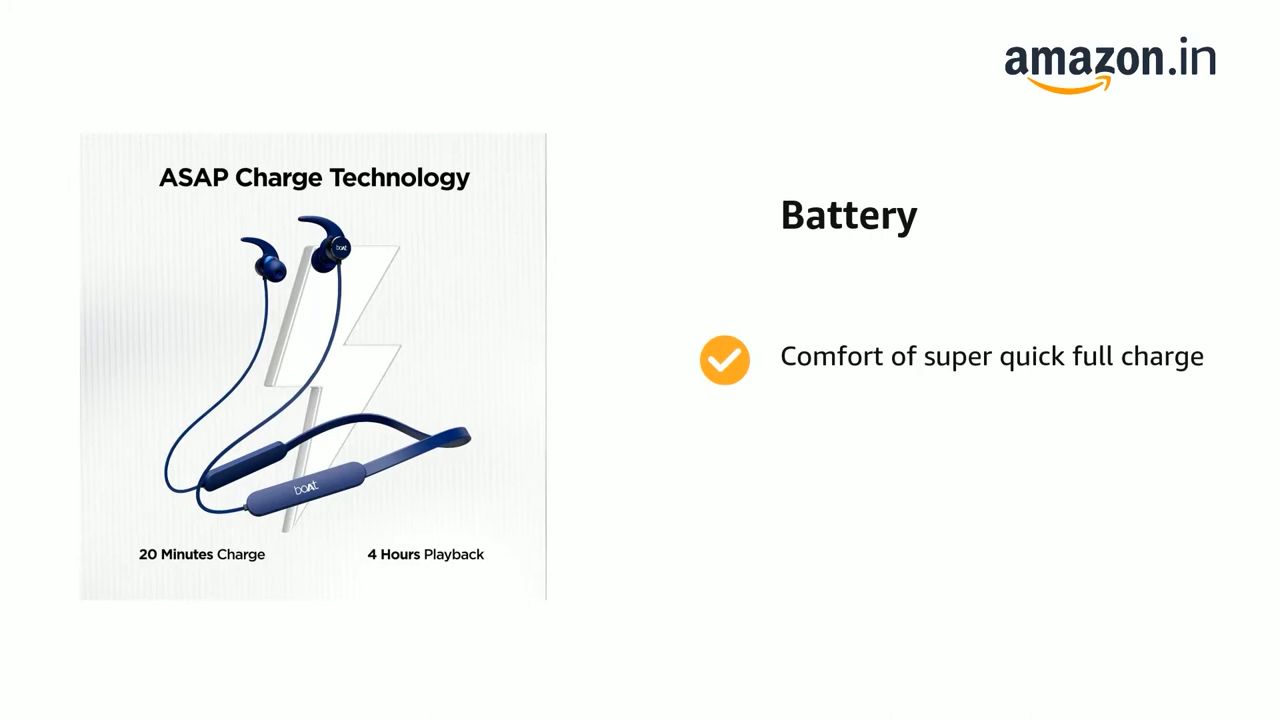 amazon.in
ASAP Charge Technology
boAt
boAt
20 Minutes Charge
4 Hours Playback
Battery
Comfort of super quick full charge